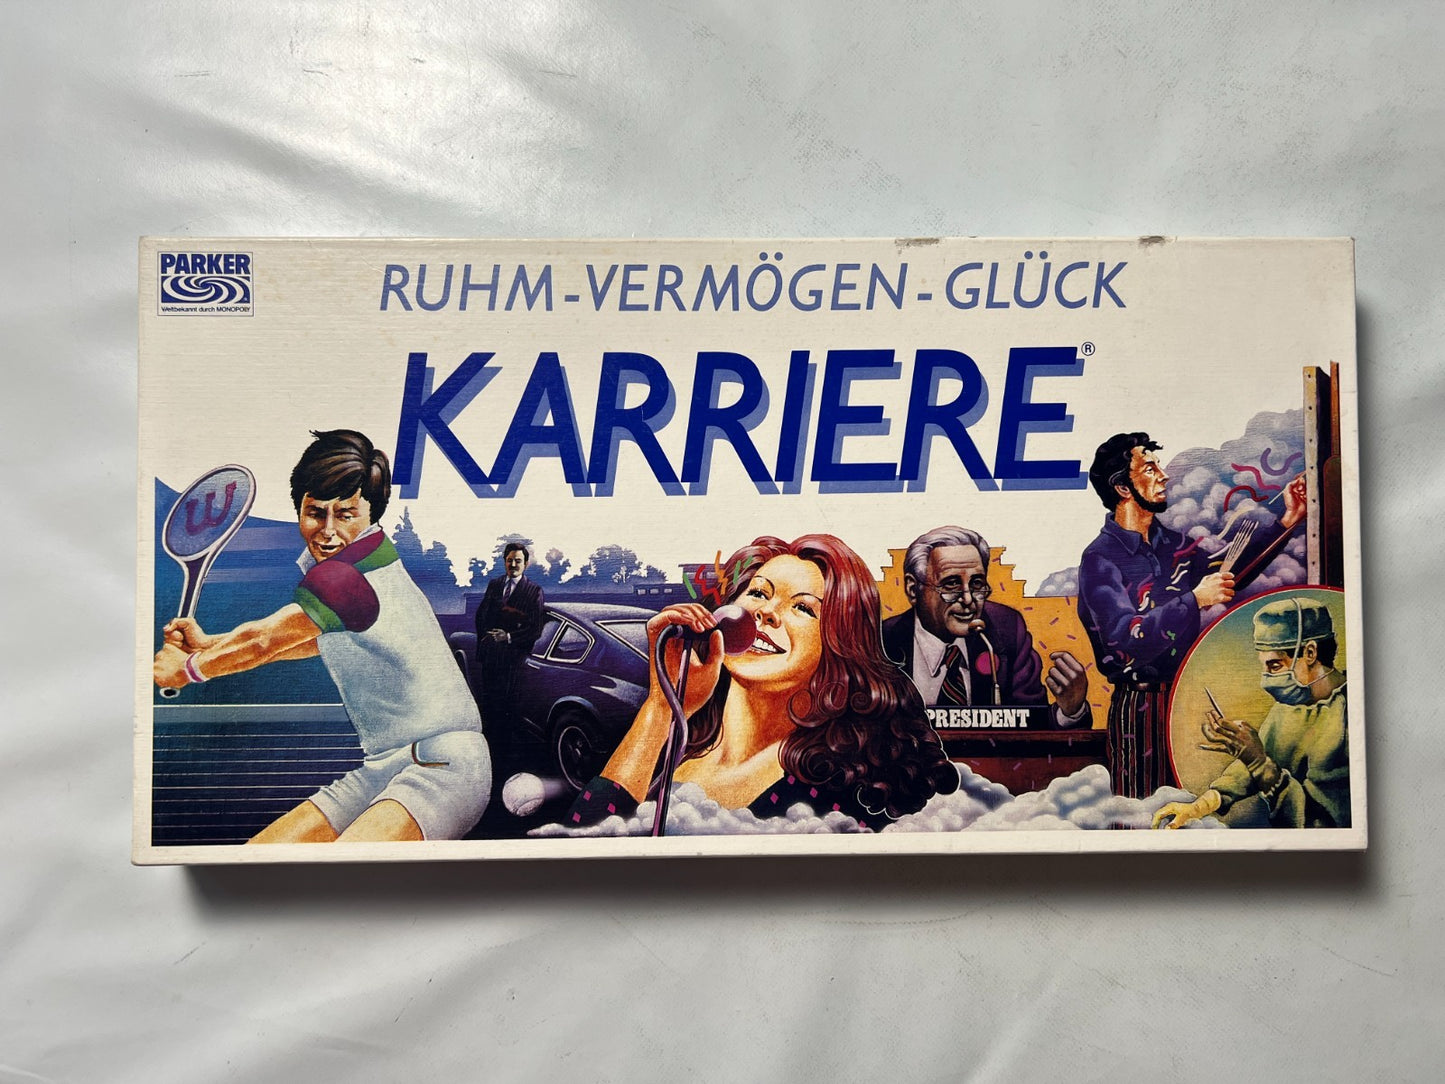 PARKER
Weltbekannt durch MONOPOLY
RUHM-VERMÖGEN-GLÜCK
KARRIERE®
W
PRESIDENT